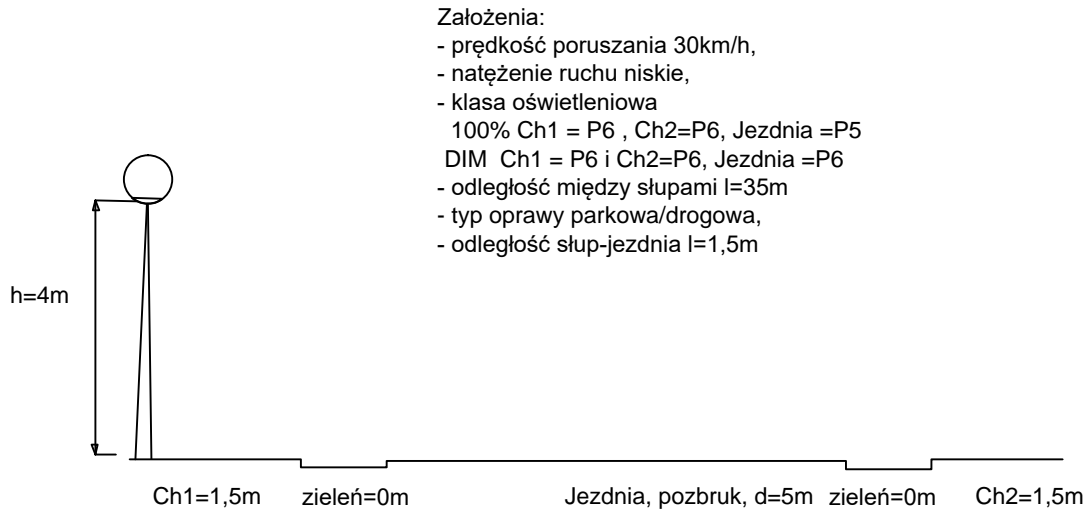 Założenia:
- prędkość poruszania 30km/h,
- natężenie ruchu niskie,
- klasa oświetleniowa
100% Ch1 = P6 , Ch2=P6, Jezdnia =P5
DIM Ch1 = P6 i Ch2=P6, Jezdnia =P6
- odległość między słupami l=35m
- typ oprawy parkowa/drogowa,
- odległość słup-jezdnia l=1,5m
h=4m
Ch1=1,5m zieleń=0m Jezdnia, pozbruk, d=5m zieleń=0m Ch2=1,5m